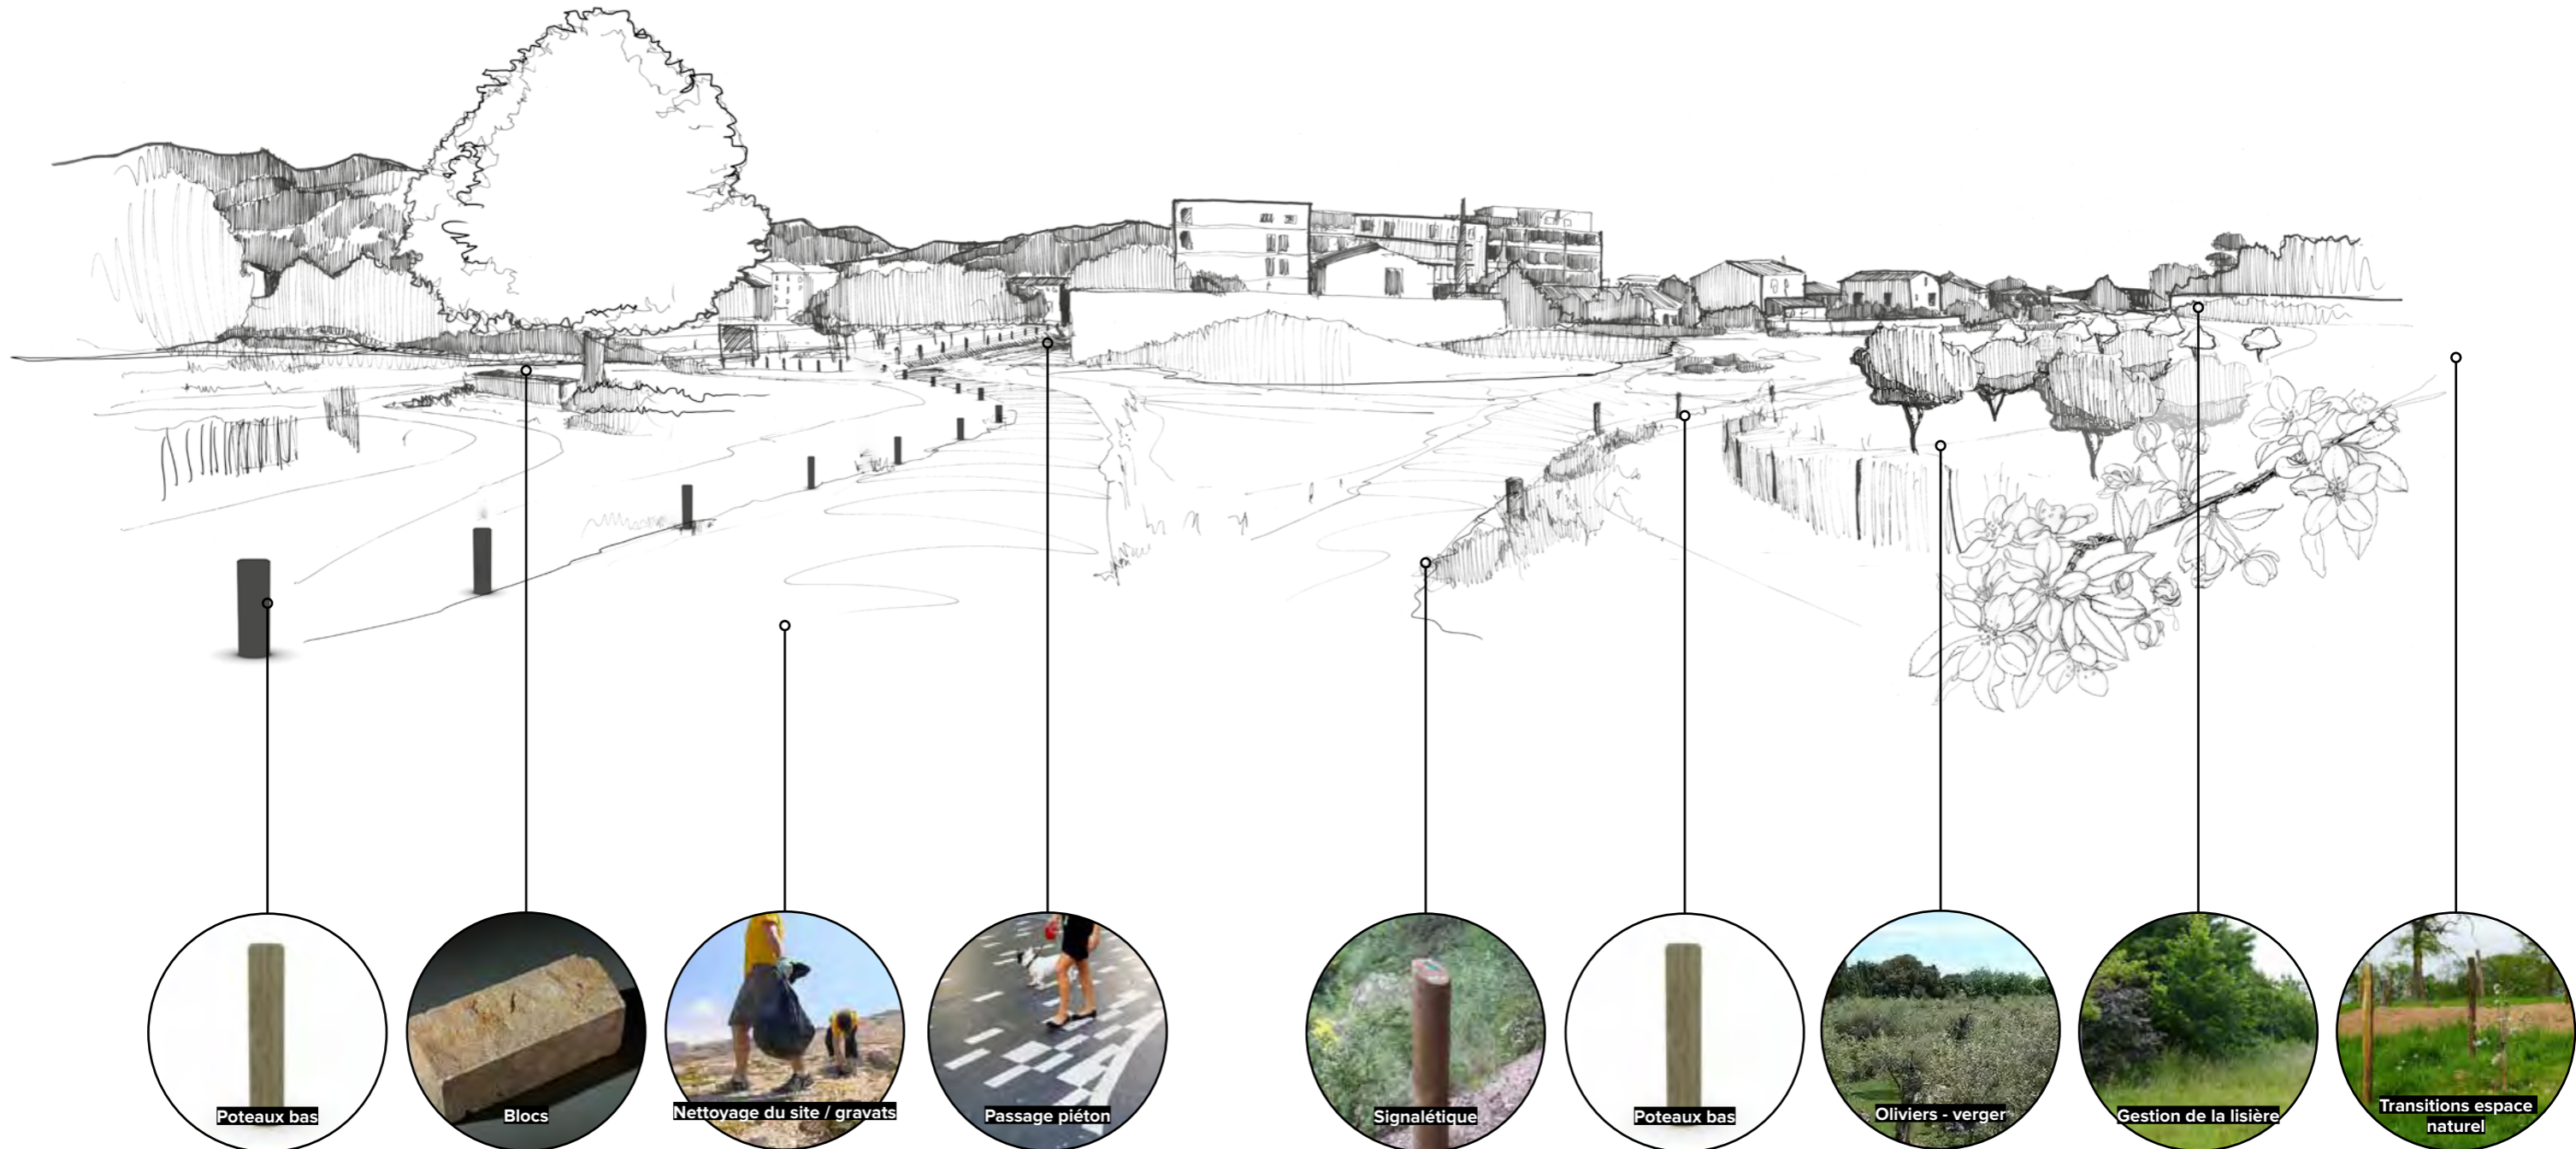 Poteaux bas
Blocs
Nettoyage du site / gravats
Passage piéton
Signalétique
Poteaux bas
Oliviers - verger
Gestion de la lisière
Transitions espace
naturel